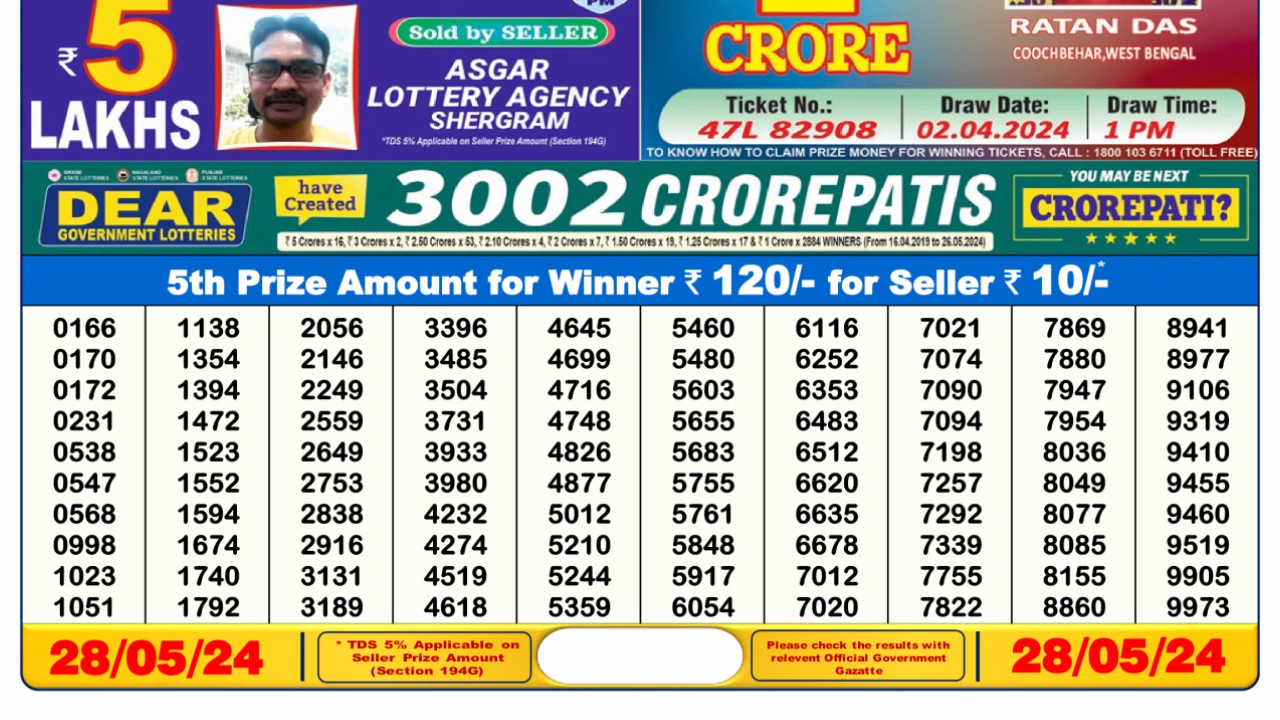 PM
₹ 5
LAKHS
Sold by SELLER
ASGAR
LOTTERY AGENCY
SHERGRAM
*TDS 5% Applicable on Seller Prize Amount (Section 194G)
CRORE
RATAN DAS
COOCHBEHAR,WEST BENGAL
Ticket No.: Draw Date: Draw Time:
47L 82908 02.04.2024 1 PM
TO KNOW HOW TO CLAIM PRIZE MONEY FOR WINNING TICKETS, CALL : 1800 103 6711 (TOLL FREE)
SIKKIM STATE LOTTERIES NAGALAND STATE LOTTERIES PUNJAB STATE LOTTERIES
DEAR
GOVERNMENT LOTTERIES
have
Created
3002 CROREPATIS
₹ 5 Crores x 16, ₹ 3 Crores x 2, ₹ 2.50 Crores x 53, ₹ 2.10 Crores x 4, ₹ 2 Crores x 7, ₹ 1.50 Crores x 19, ₹ 1.25 Crores x 17 & ₹ 1 Crore x 2884 WINNERS (From 16.04.2019 to 26.05.2024)
YOU MAY BE NEXT
CROREPATI?
5th Prize Amount for Winner ₹ 120/- for Seller ₹ 10/-*
0166 1138 2056 3396 4645 5460 6116 7021 7869 8941
0170 1354 2146 3485 4699 5480 6252 7074 7880 8977
0172 1394 2249 3504 4716 5603 6353 7090 7947 9106
0231 1472 2559 3731 4748 5655 6483 7094 7954 9319
0538 1523 2649 3933 4826 5683 6512 7198 8036 9410
0547 1552 2753 3980 4877 5755 6620 7257 8049 9455
0568 1594 2838 4232 5012 5761 6635 7292 8077 9460
0998 1674 2916 4274 5210 5848 6678 7339 8085 9519
1023 1740 3131 4519 5244 5917 7012 7755 8155 9905
1051 1792 3189 4618 5359 6054 7020 7822 8860 9973
28/05/24
* TDS 5% Applicable on
Seller Prize Amount
(Section 194G)
Please check the results with
relevent Official Government
Gazatte
28/05/24